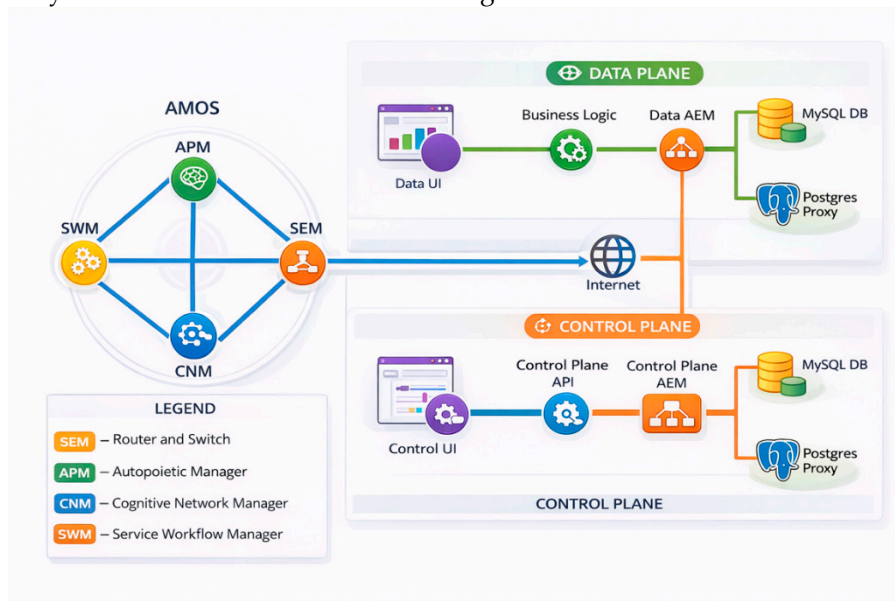 DATA PLANE
AMOS
APM
SWM
SEM
CNM
Data UI
Business Logic
Data AEM
MySQL DB
Postgres
Proxy
Internet
CONTROL PLANE
Control UI
Control Plane
API
Control Plane
AEM
MySQL DB
Postgres
Proxy
CONTROL PLANE
LEGEND
SEM – Router and Switch
APM – Autopoietic Manager
CNM – Cognitive Network Manager
SWM – Service Workflow Manager